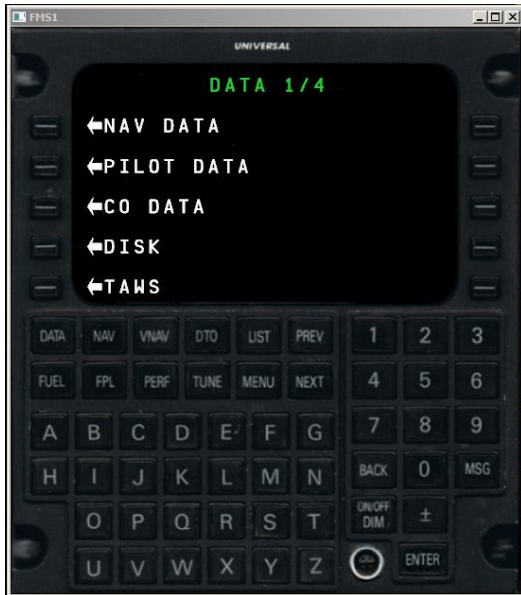 FMS1
UNIVERSAL
DATA 1/4
NAV DATA
PILOT DATA
CO DATA
DISK
TAWS
DATA NAV VNAV DTO LIST PREV 1 2 3
FUEL FPL PERF TUNE MENU NEXT 4 5 6
A B C D E F G 7 8 9
H I J K L M N BACK 0 MSG
O P Q R S T ON/OFF DIM ±
U V W X Y Z ENTER